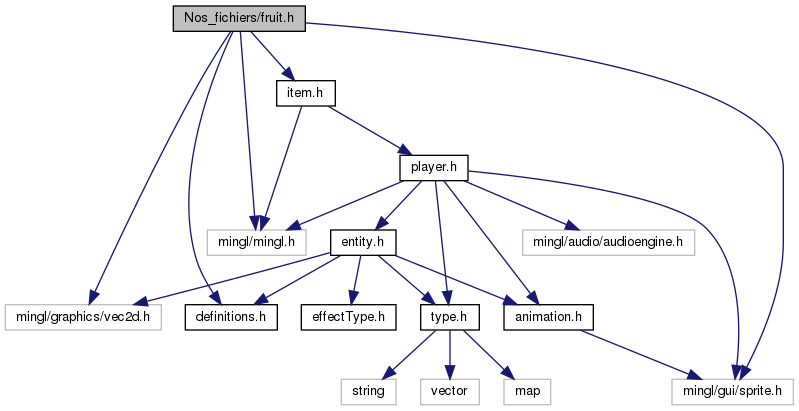 Nos_fichiers/fruit.h
item.h
player.h
mingl/mingl.h
entity.h
mingl/audio/audioengine.h
mingl/graphics/vec2d.h
definitions.h
effectType.h
type.h
animation.h
string
vector
map
mingl/gui/sprite.h